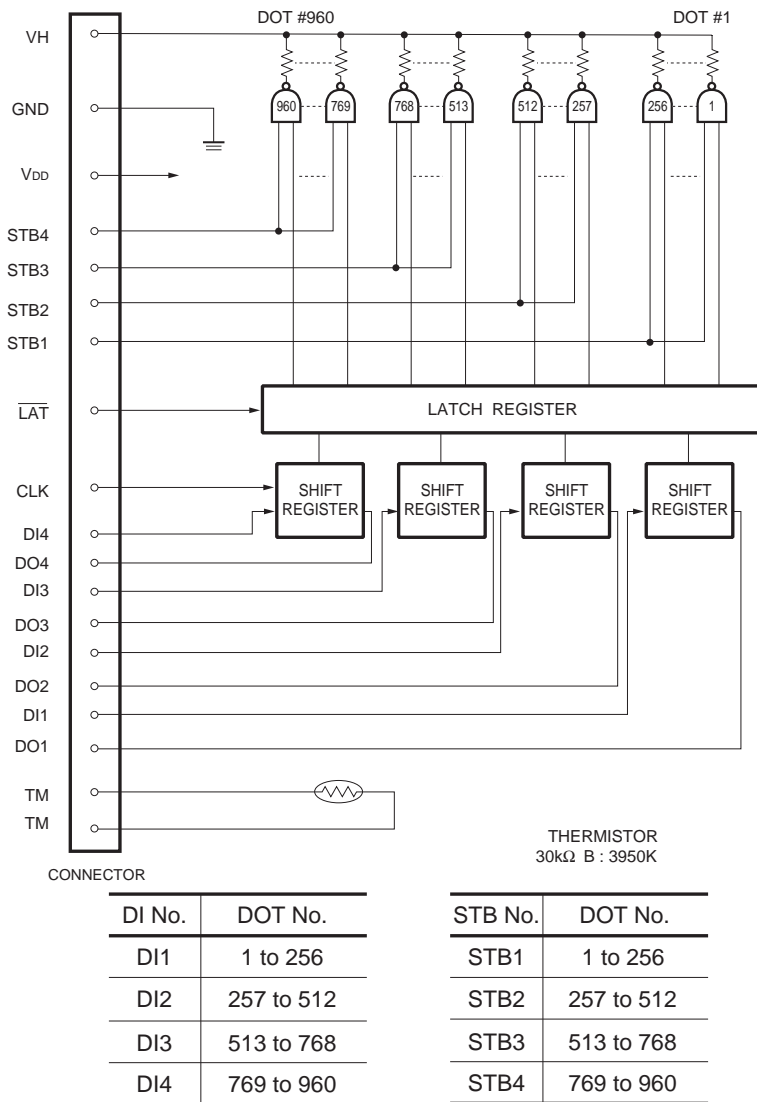 DOT #960 DOT #1
VH
960 769 768 513 512 257 256 1
GND
VDD
STB4
STB3
STB2
STB1
LAT
LATCH REGISTER
CLK
SHIFT REGISTER
SHIFT REGISTER
SHIFT REGISTER
SHIFT REGISTER
DI4
DO4
DI3
DO3
DI2
DO2
DI1
DO1
TM
TM
THERMISTOR
30kΩ B : 3950K
CONNECTOR
DI No. DOT No.
DI1 1 to 256
DI2 257 to 512
DI3 513 to 768
DI4 769 to 960
STB No. DOT No.
STB1 1 to 256
STB2 257 to 512
STB3 513 to 768
STB4 769 to 960